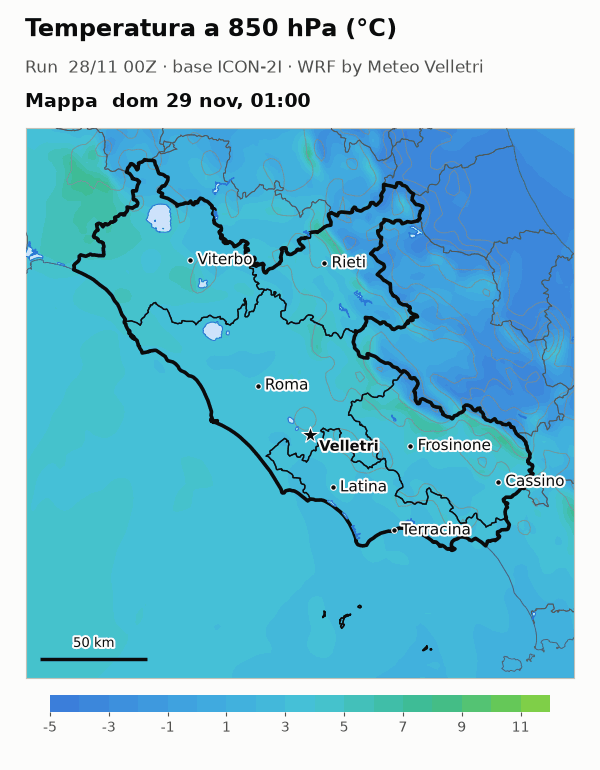 Temperatura a 850 hPa (°C)
Run  28/11 00Z · base ICON-2I · WRF by Meteo Velletri
Mappa  dom 29 nov, 01:00
Viterbo
Rieti
Roma
Velletri
Frosinone
Latina
Cassino
Terracina
50 km
-5 -3 -1 1 3 5 7 9 11